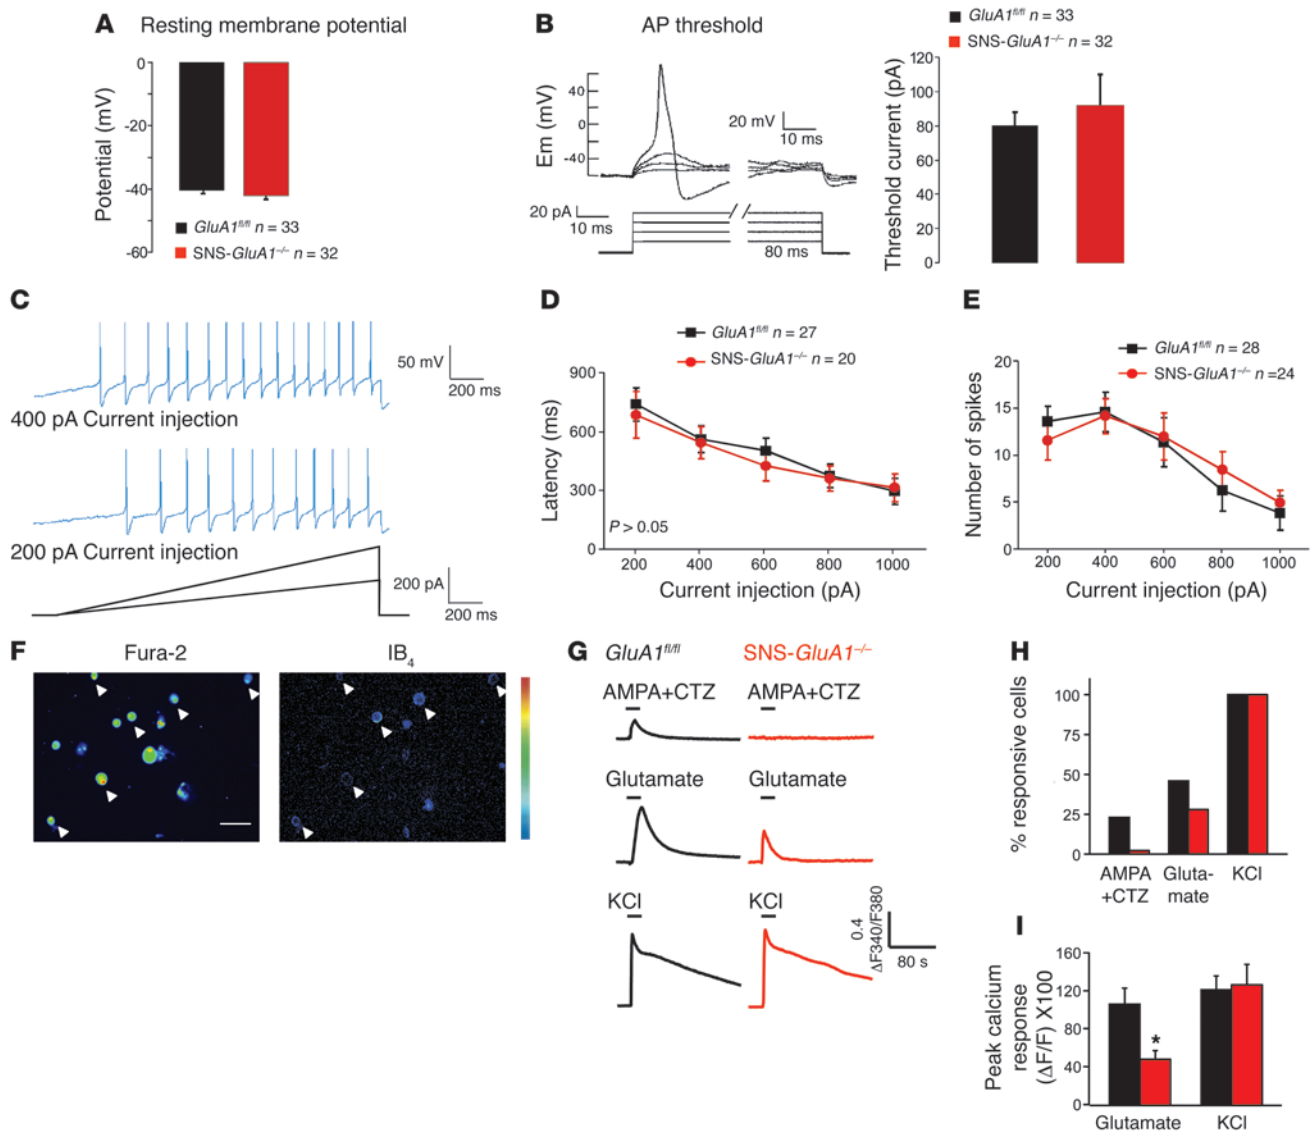 A Resting membrane potential
Potential (mV)
0
-20
-40
-60
GluA1fl/fl n = 33
SNS-GluA1–/– n = 32
B AP threshold
Em (mV)
40
0
-40
20 mV
10 ms
20 pA
10 ms
80 ms
GluA1fl/fl n = 33
SNS-GluA1–/– n = 32
Threshold current (pA)
120
100
80
60
40
20
0
C
50 mV
200 ms
400 pA Current injection
200 pA Current injection
200 pA
200 ms
D
GluA1fl/fl n = 27
SNS-GluA1–/– n = 20
Latency (ms)
900
600
300
0
P > 0.05
200 400 600 800 1000
Current injection (pA)
E
GluA1fl/fl n = 28
SNS-GluA1–/– n =24
Number of spikes
20
15
10
5
0
200 400 600 800 1000
Current injection (pA)
F Fura-2 IB4
G GluA1fl/fl SNS-GluA1–/–
AMPA+CTZ AMPA+CTZ
Glutamate Glutamate
KCl KCl
0.4
ΔF340/F380
80 s
H
% responsive cells
100
75
50
25
0
AMPA
+CTZ
Gluta-
mate
KCl
I
Peak calcium
response
(ΔF/F) X100
160
120
80
40
0
*
Glutamate KCl